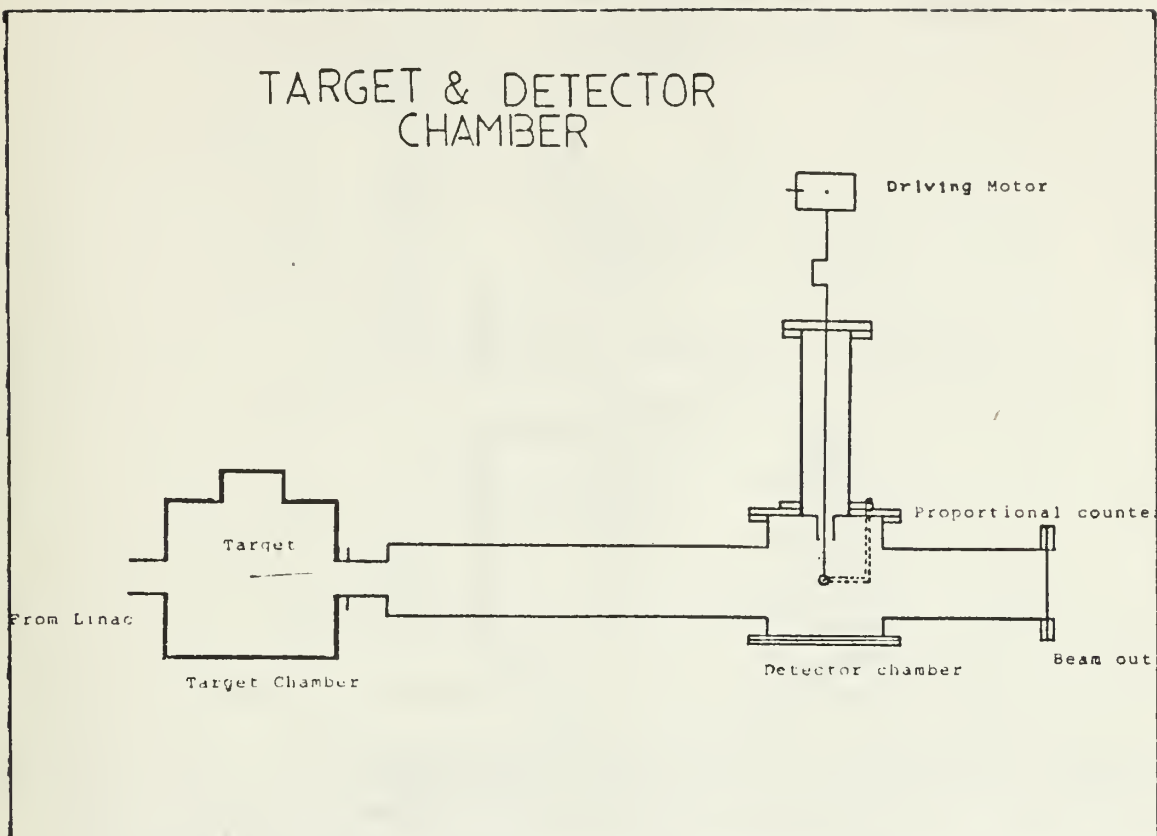 TARGET & DETECTOR
CHAMBER
Driving Motor
Proportional counte
Target
From Linac
Target Chamber
Detector chamber
Beam out